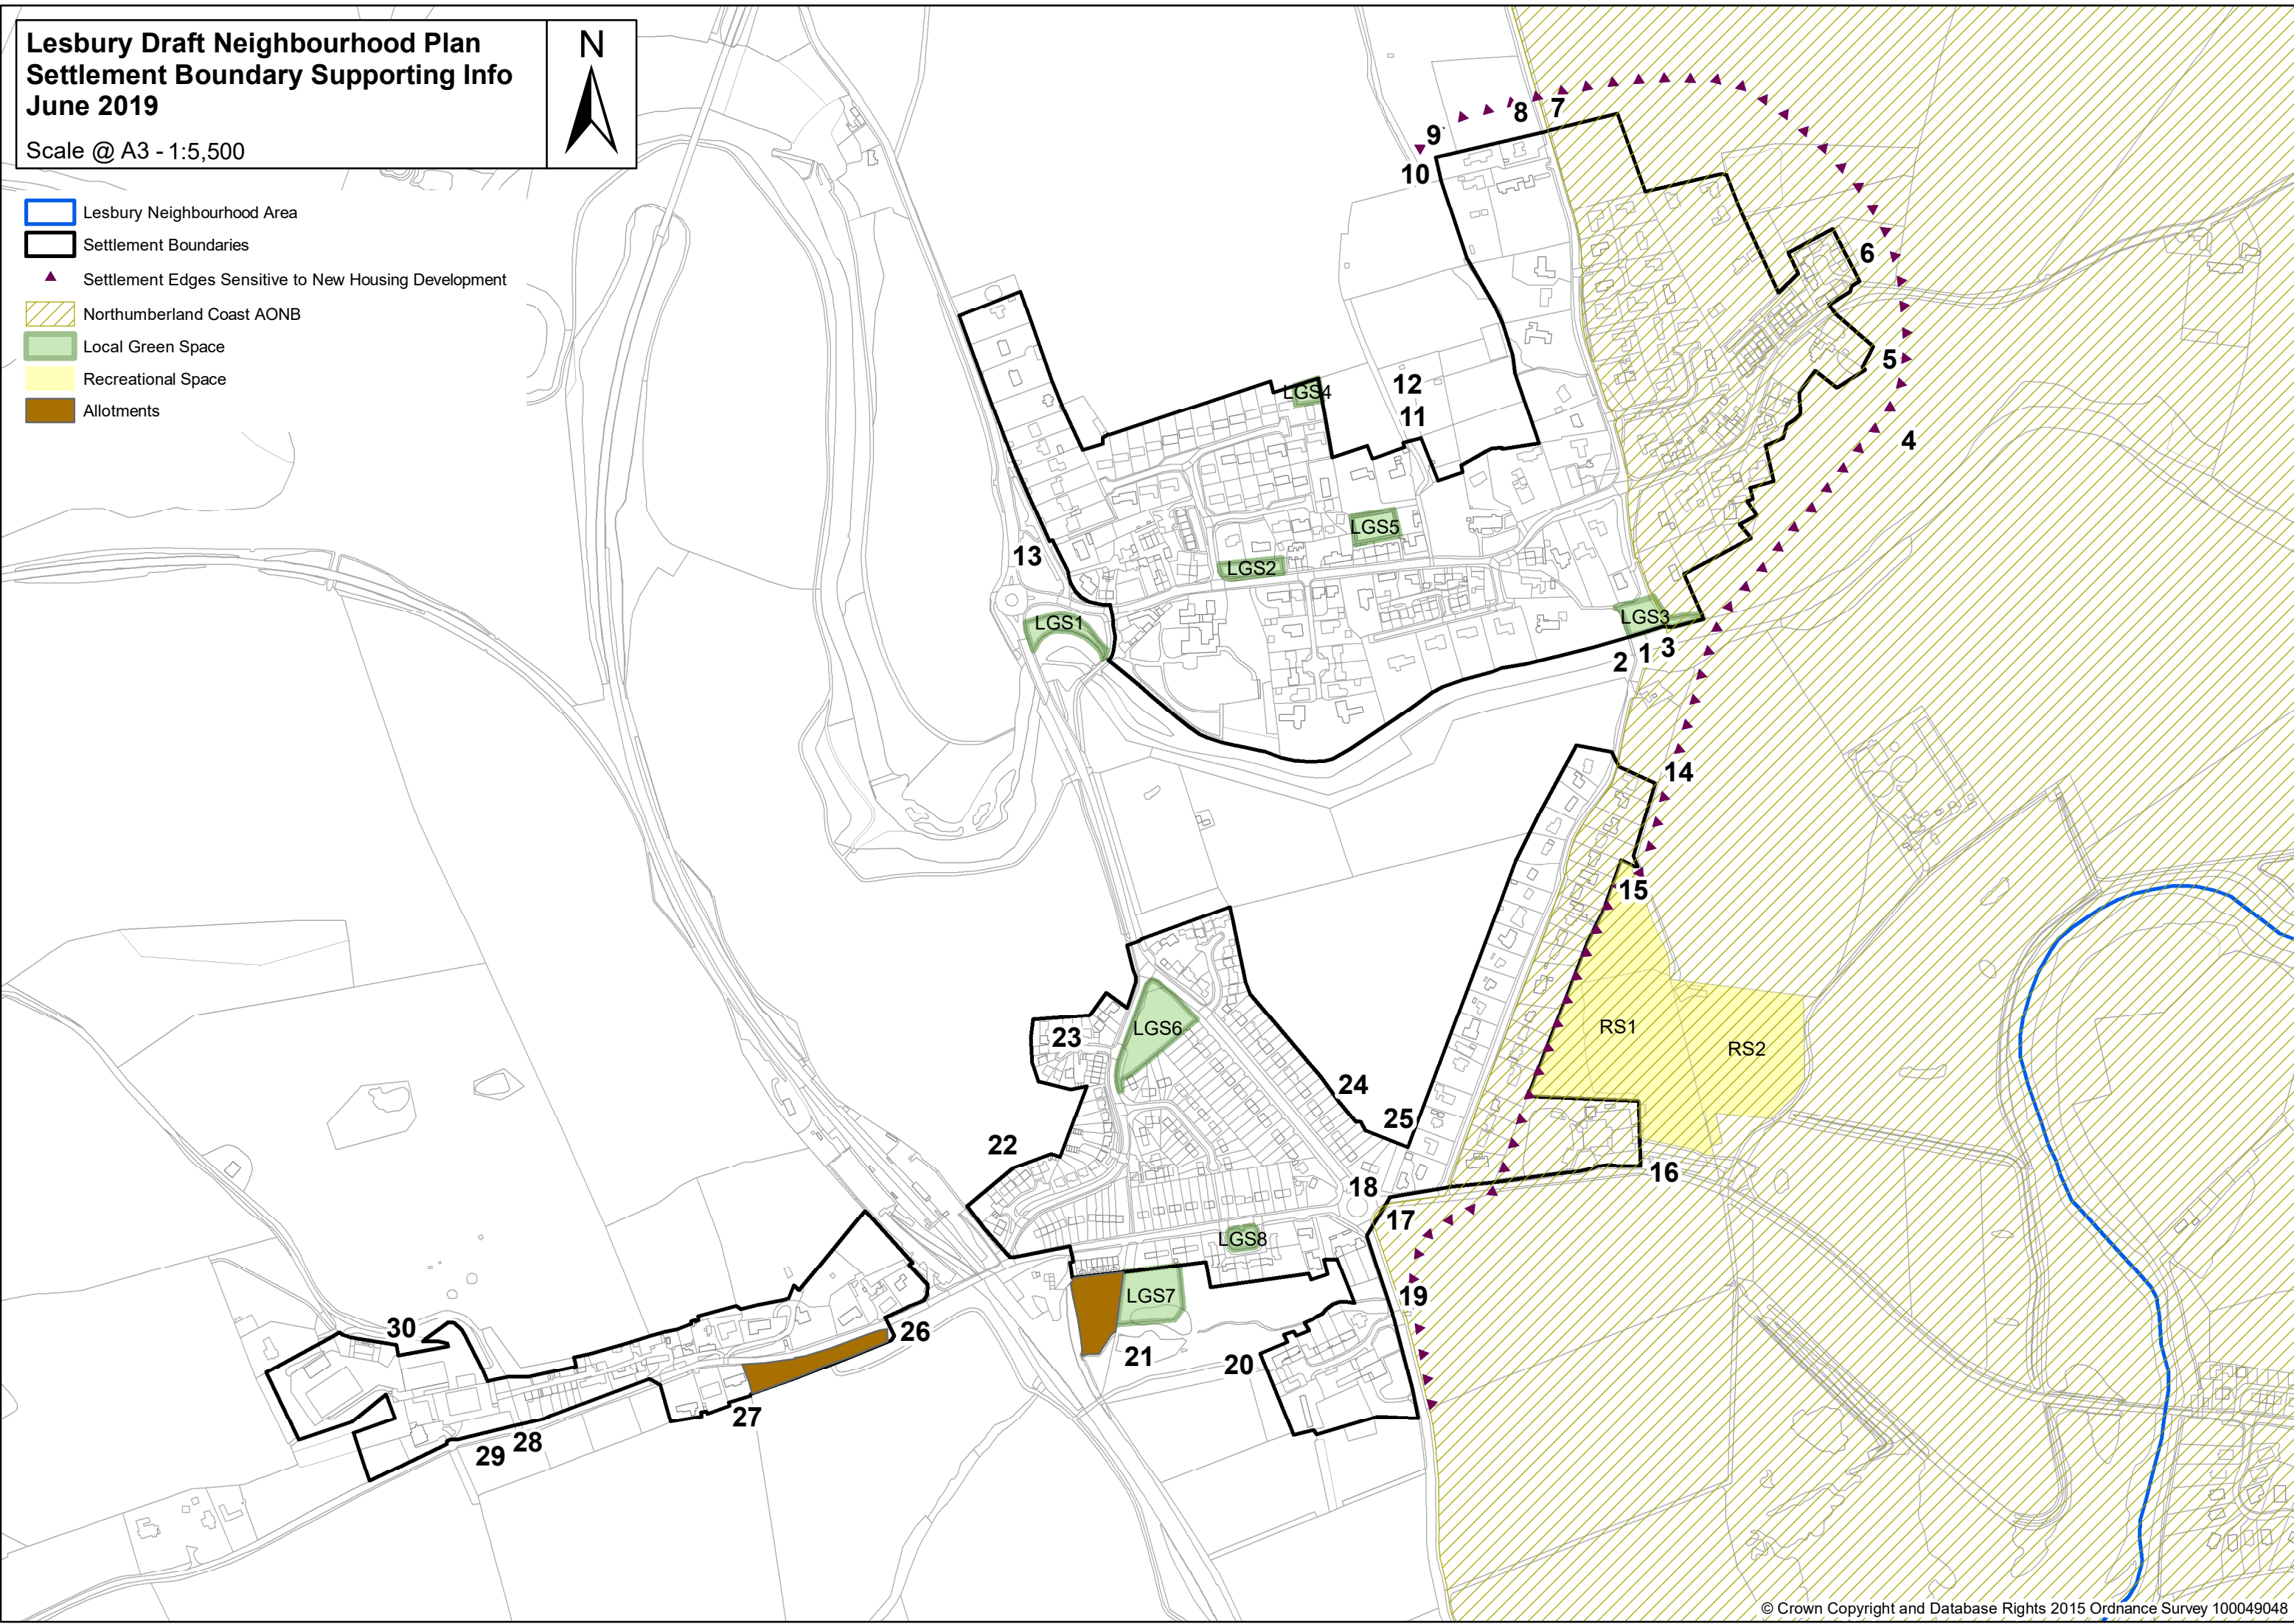 Lesbury Draft Neighbourhood Plan
Settlement Boundary Supporting Info
June 2019
Scale @ A3 - 1:5,500
N
Lesbury Neighbourhood Area
Settlement Boundaries
Settlement Edges Sensitive to New Housing Development
Northumberland Coast AONB
Local Green Space
Recreational Space
Allotments
8
7
9
10
6
5
12
LGS4
11
4
LGS5
13
LGS2
LGS1
LGS3
2
1
3
14
15
LGS6
RS1
23
RS2
24
25
22
16
18
17
LGS8
19
LGS7
30
26
21
20
27
28
29
© Crown Copyright and Database Rights 2015 Ordnance Survey 100049048